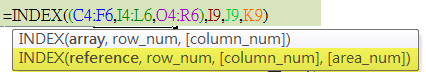 =INDEX((C4:F6,I4:L6,O4:R6),I9,J9,K9)
INDEX(array, row_num, [column_num])
INDEX(reference, row_num, [column_num], [area_num])